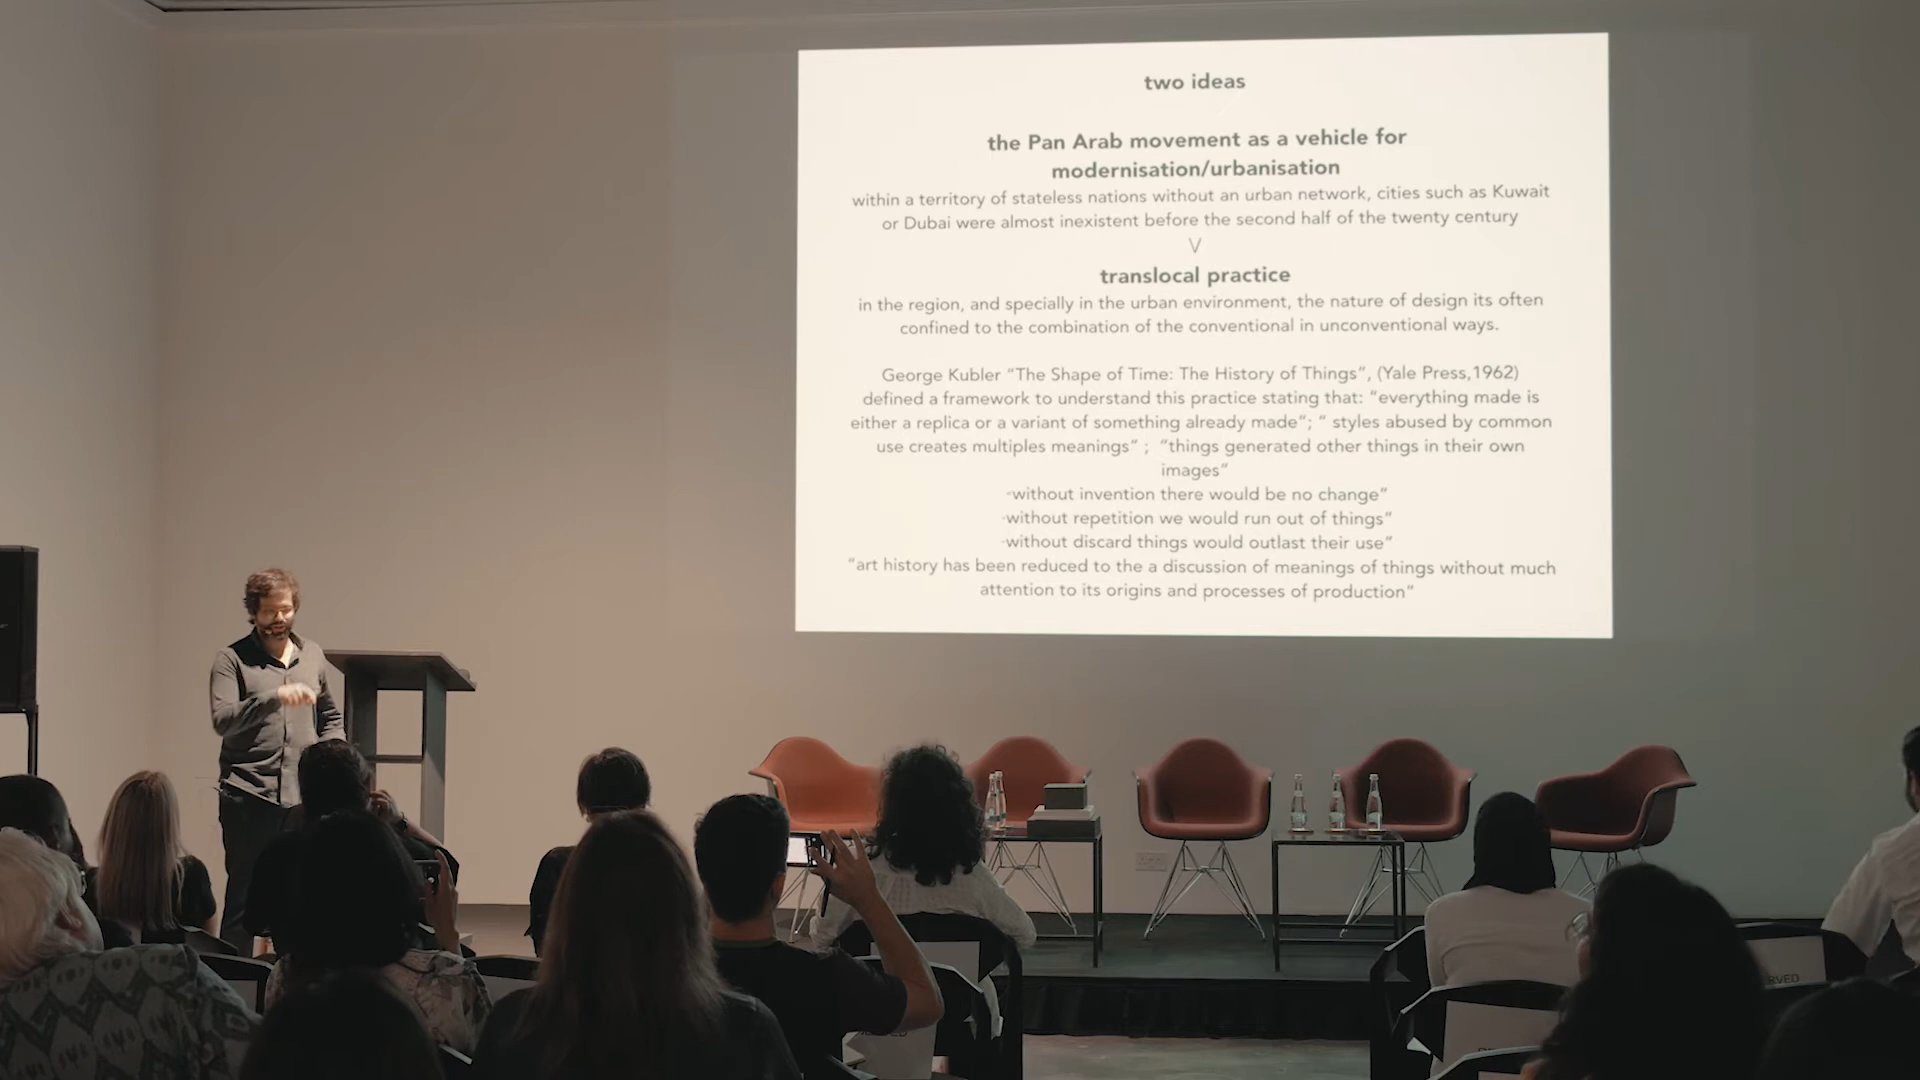 two ideas
the Pan Arab movement as a vehicle for
modernisation/urbanisation
within a territory of stateless nations without an urban network, cities such as Kuwait
or Dubai were almost inexistent before the second half of the twenty century
V
translocal practice
in the region, and specially in the urban environment, the nature of design its often
confined to the combination of the conventional in unconventional ways.
George Kubler “The Shape of Time: The History of Things”, (Yale Press,1962)
defined a framework to understand this practice stating that: “everything made is
either a replica or a variant of something already made”; “ styles abused by common
use creates multiples meanings” ;  “things generated other things in their own
images”
-without invention there would be no change”
-without repetition we would run out of things”
-without discard things would outlast their use”
“art history has been reduced to the a discussion of meanings of things without much
attention to its origins and processes of production”
RVED